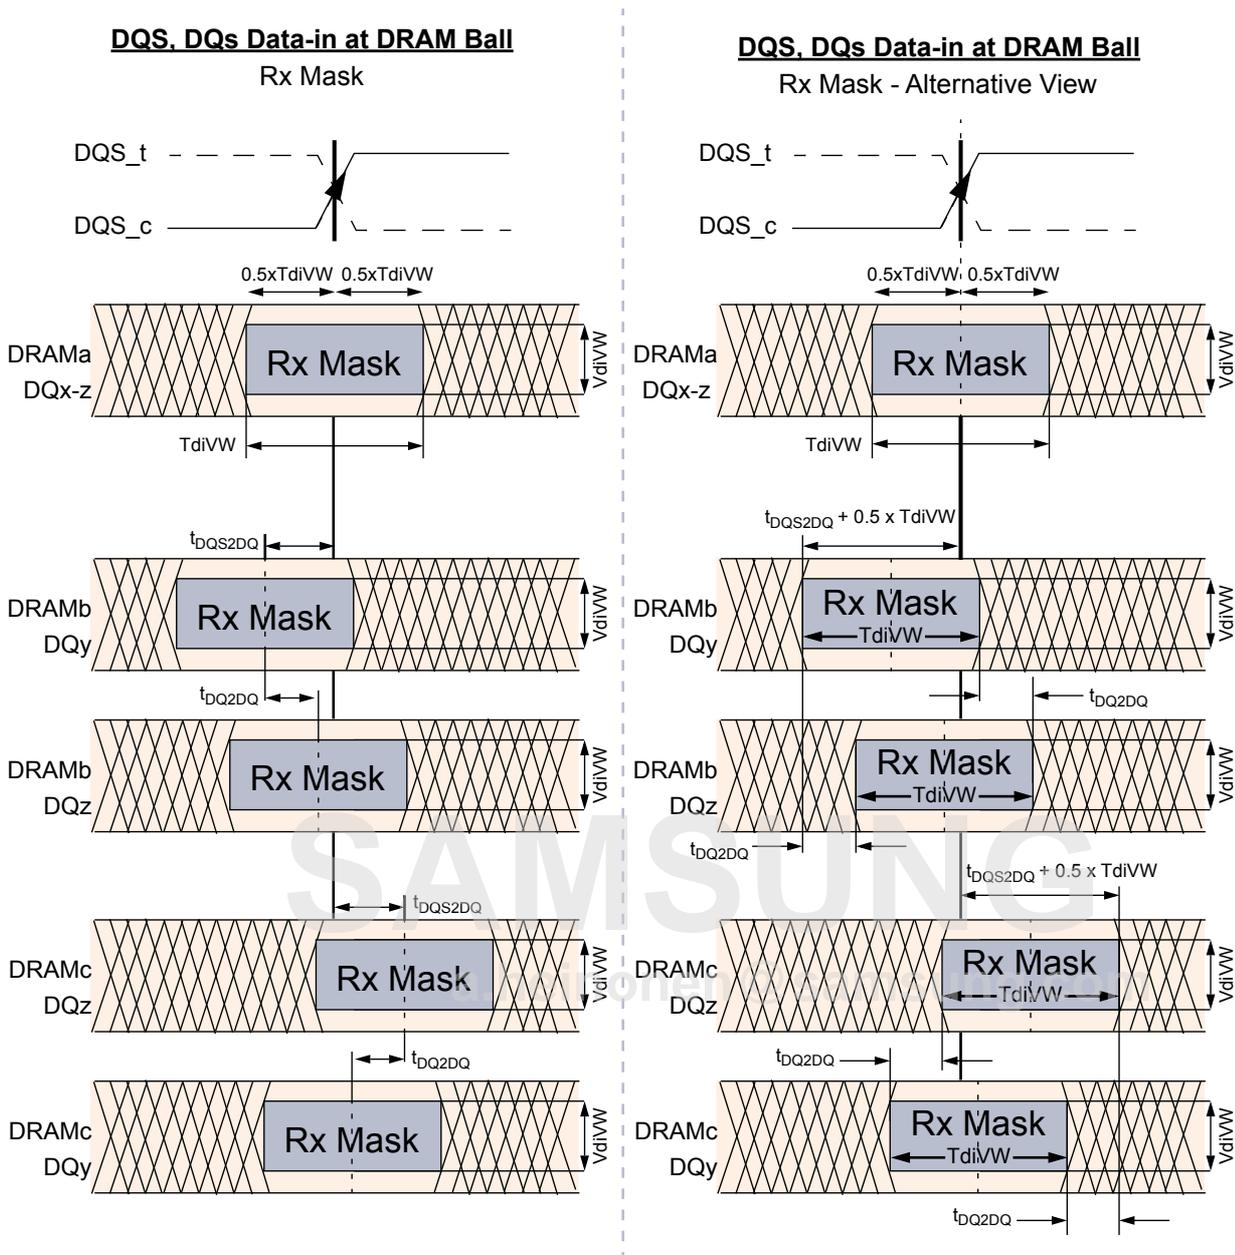 DQS, DQs Data-in at DRAM Ball
Rx Mask
DQS_t
DQS_c
0.5xTdiVW 0.5xTdiVW
DRAMa
DQx-z
Rx Mask
VdiVW
TdiVW
tDQS2DQ
DRAMb
DQy
Rx Mask
VdiVW
tDQ2DQ
DRAMb
DQz
Rx Mask
VdiVW
tDQS2DQ
DRAMc
DQz
Rx Mask
VdiVW
tDQ2DQ
DRAMc
DQy
Rx Mask
VdiVW
DQS, DQs Data-in at DRAM Ball
Rx Mask - Alternative View
DQS_t
DQS_c
0.5xTdiVW 0.5xTdiVW
DRAMa
DQx-z
Rx Mask
VdiVW
TdiVW
tDQS2DQ + 0.5 x TdiVW
DRAMb
DQy
Rx Mask
TdiVW
VdiVW
tDQ2DQ
DRAMb
DQz
Rx Mask
TdiVW
VdiVW
tDQ2DQ
tDQS2DQ + 0.5 x TdiVW
DRAMc
DQz
Rx Mask
TdiVW
VdiVW
tDQ2DQ
DRAMc
DQy
Rx Mask
TdiVW
VdiVW
tDQ2DQ
SAMSUNG
a.heinonen@samsung.com